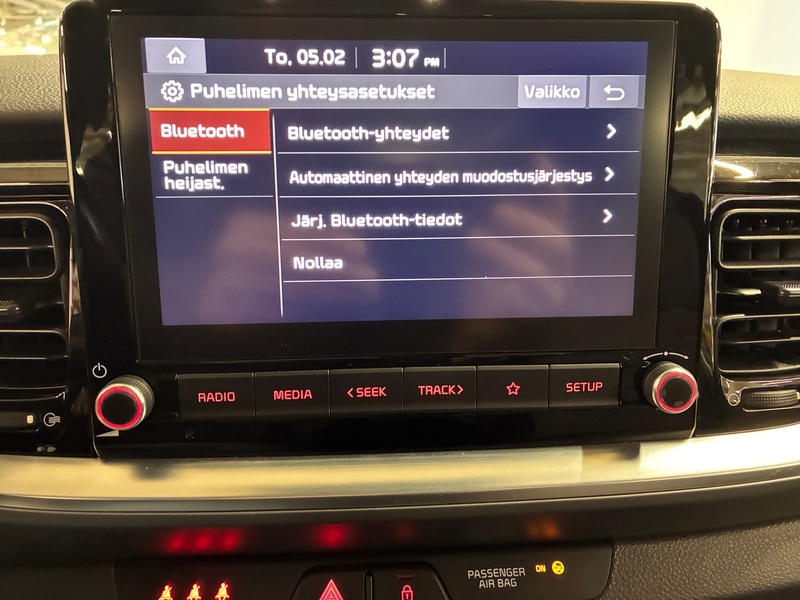 To, 05.02 3:07 PM
Puhelimen yhteysasetukset Valikko
Bluetooth
Puhelimen
heijast.
Bluetooth-yhteydet
Automaattinen yhteyden muodostusjärjestys
Järj. Bluetooth-tiedot
Nollaa
RADIO MEDIA <SEEK TRACK> SETUP
PASSENGER
AIR BAG
ON